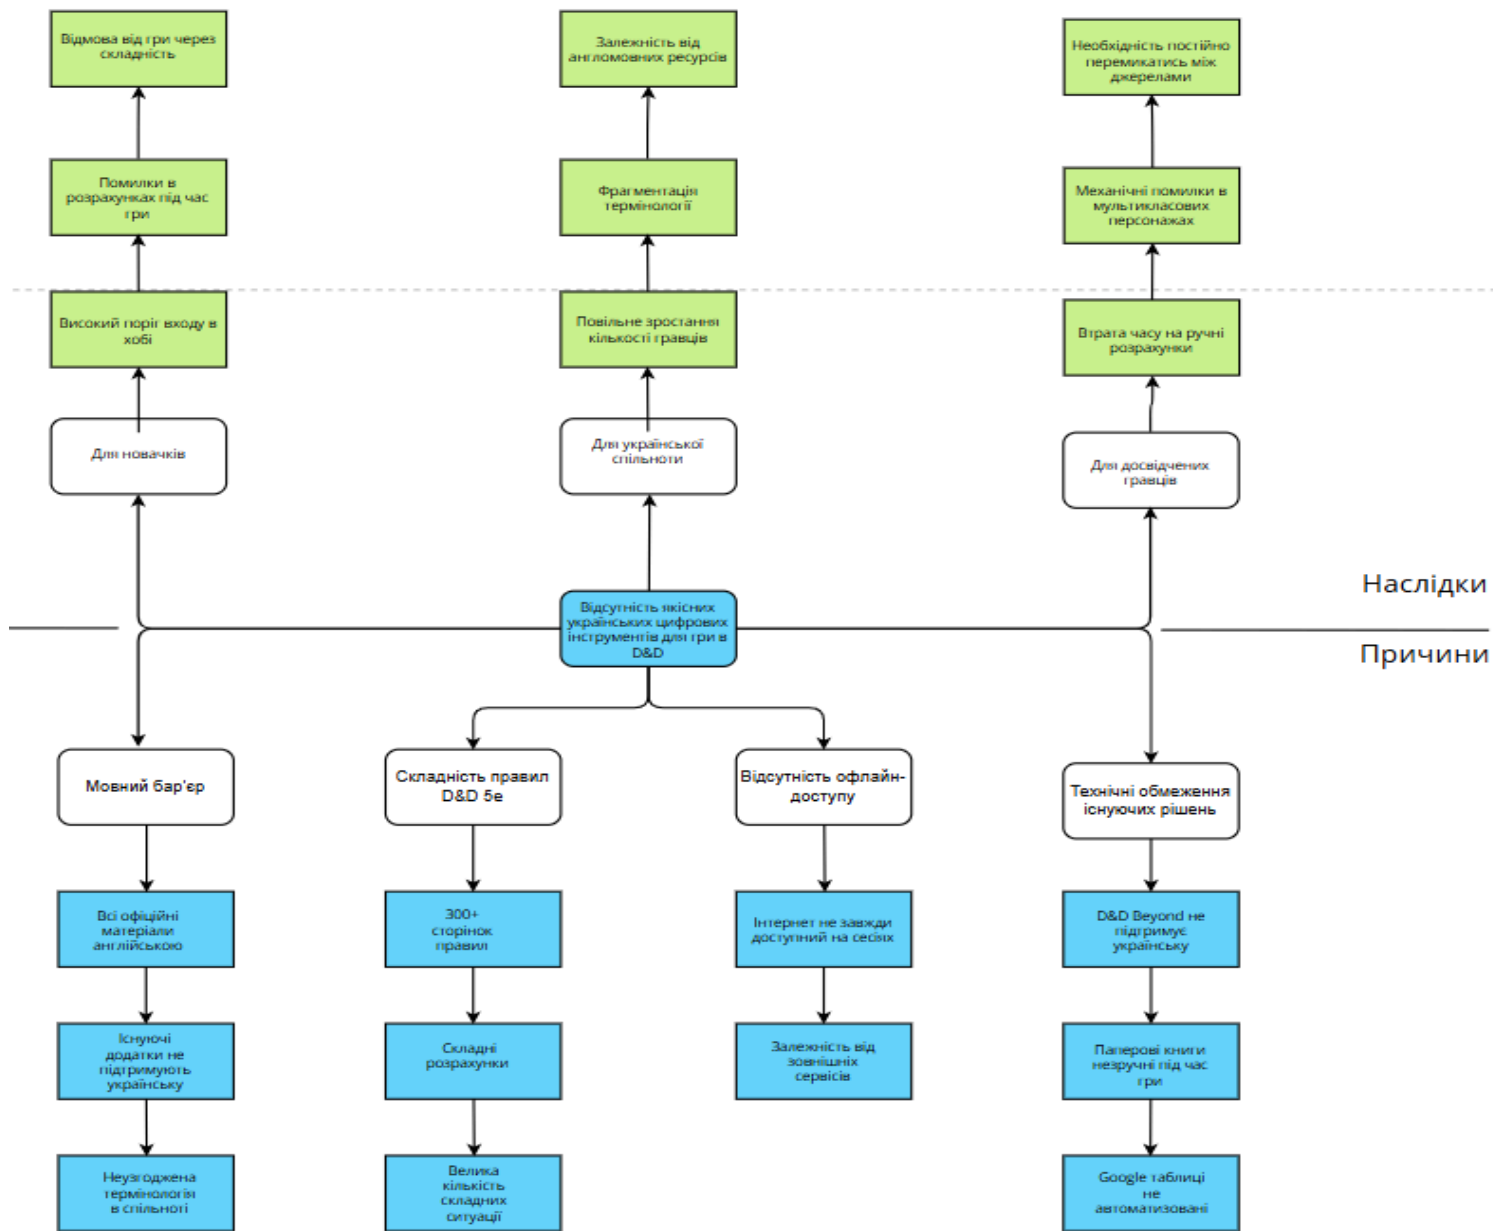 Відмова від гри через
складність
Залежність від
англомовних ресурсів
Необхідність постійно
перемикатись між
джерелами
Помилки в
розрахунках під час
гри
Фрагментація
термінології
Механічні помилки в
мультикласових
персонажах
Високий поріг входу в
хобі
Повільне зростання
кількості гравців
Втрата часу на ручні
розрахунки
Для новачків
Для української
спільноти
Для досвідчених
гравців
Наслідки
Відсутність якісних
українських цифрових
інструментів для гри в
D&D
Причини
Мовний бар'єр
Складність правил
D&D 5e
Відсутність офлайн-
доступу
Технічні обмеження
існуючих рішень
Всі офіційні
матеріали
англійською
300+
сторінок
правил
Інтернет не завжди
доступний на сесіях
D&D Beyond не
підтримує
українську
Існуючі
додатки не
підтримують
українську
Складні
розрахунки
Залежність від
зовнішніх
сервісів
Паперові книги
незручні під час
гри
Неузгоджена
термінологія
в спільноті
Велика
кількість
складних
ситуації
Google таблиці
не
автоматизовані